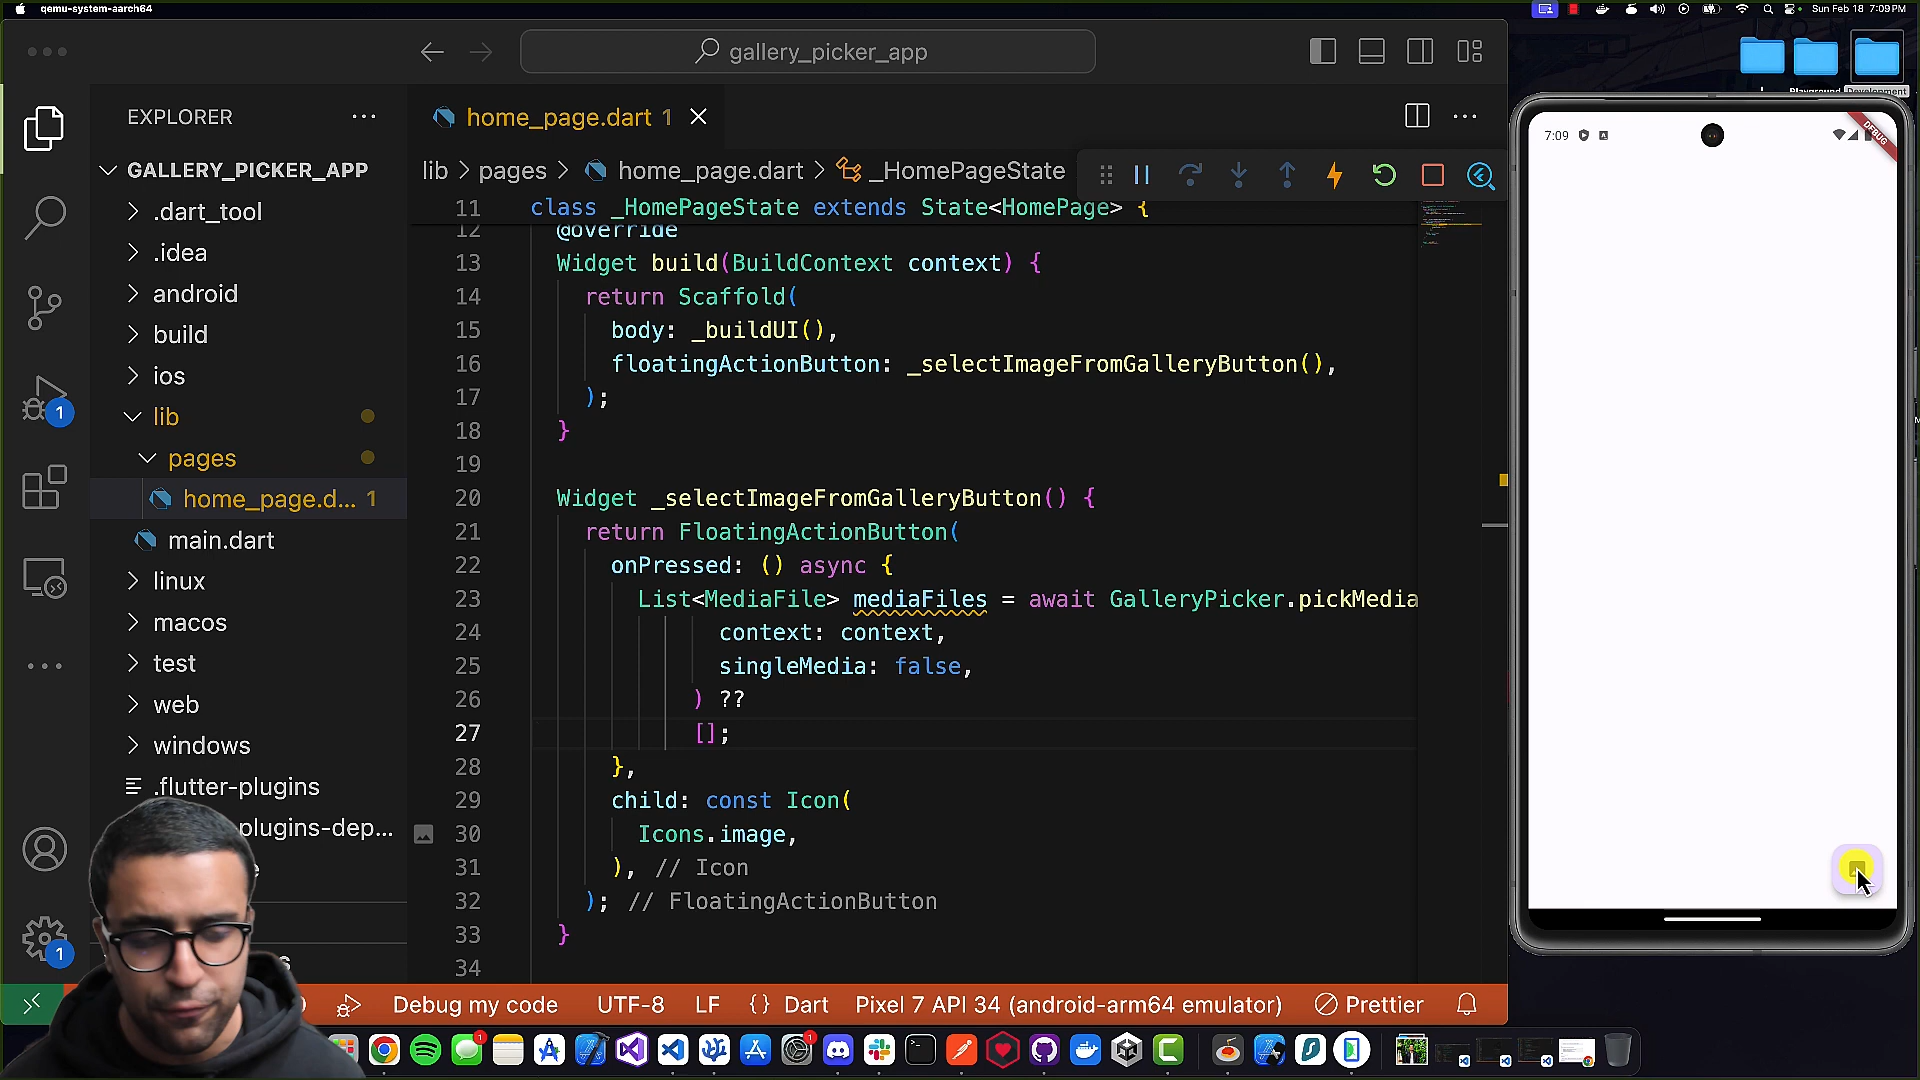 qemu-system-aarch64
Sun Feb 18 7:09 PM
gallery_picker_app
EXPLORER
GALLERY_PICKER_APP
.dart_tool
.idea
android
build
ios
lib
pages
home_page.d... 1
main.dart
linux
macos
test
web
windows
.flutter-plugins
plugins-dep...
1
1
home_page.dart 1
lib > pages > home_page.dart > _HomePageState
11 class _HomePageState extends State<HomePage> {
12 @override
13 Widget build(BuildContext context) {
14 return Scaffold(
15 body: _buildUI(),
16 floatingActionButton: _selectImageFromGalleryButton(),
17 );
18 }
19
20 Widget _selectImageFromGalleryButton() {
21 return FloatingActionButton(
22 onPressed: () async {
23 List<MediaFile> mediaFiles = await GalleryPicker.pickMedia
24 context: context,
25 singleMedia: false,
26 ) ??
27 [];
28 },
29 child: const Icon(
30 Icons.image,
31 ), // Icon
32 ); // FloatingActionButton
33 }
34
Debug my code UTF-8 LF {} Dart Pixel 7 API 34 (android-arm64 emulator) Prettier
7:09
DEBUG
Development